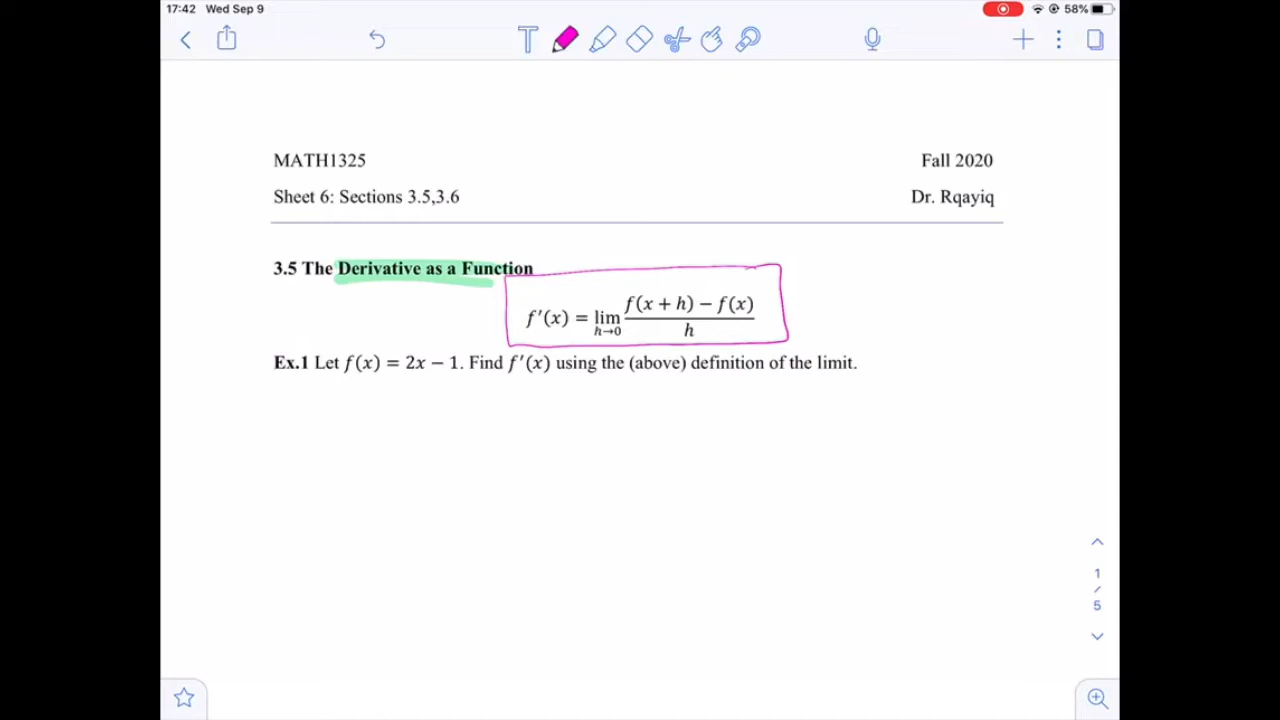 17:42 Wed Sep 9 58%
T
MATH1325 Fall 2020
Sheet 6: Sections 3.5,3.6 Dr. Rqayiq
3.5 The Derivative as a Function
f′(x) = lim h→0 f(x + h) − f(x) / h
Ex.1 Let f(x) = 2x − 1. Find f′(x) using the (above) definition of the limit.
1
/
5